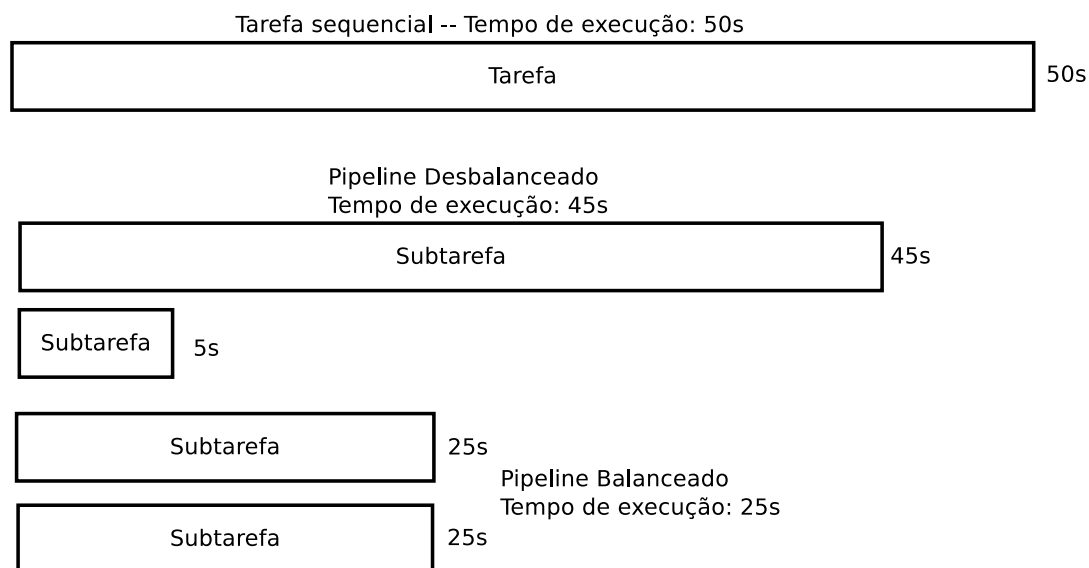 Tarefa sequencial -- Tempo de execução: 50s
Tarefa
50s
Pipeline Desbalanceado
Tempo de execução: 45s
Subtarefa
45s
Subtarefa
5s
Subtarefa
25s
Pipeline Balanceado
Tempo de execução: 25s
Subtarefa
25s